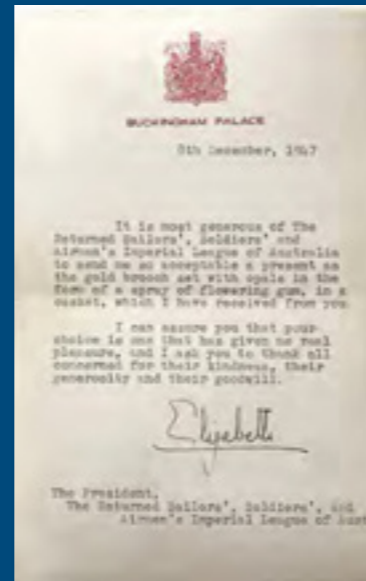 BUCKINGHAM PALACE
8th December, 1947
It is most generous of The
Returned Sailors', Soldiers' and
Airmen's Imperial League of Australia
to send me so acceptable a present as
the gold brooch set with opals in the
form of a spray of flowering gum, in a
casket, which I have received from you
I can assure you that your
choice is one that has given me real
pleasure, and I ask you to thank all
concerned for their kindness, their
generosity and their goodwill.
Elizabeth
The President,
The Returned Sailors', Soldiers', and
Airmen's Imperial League of Aust